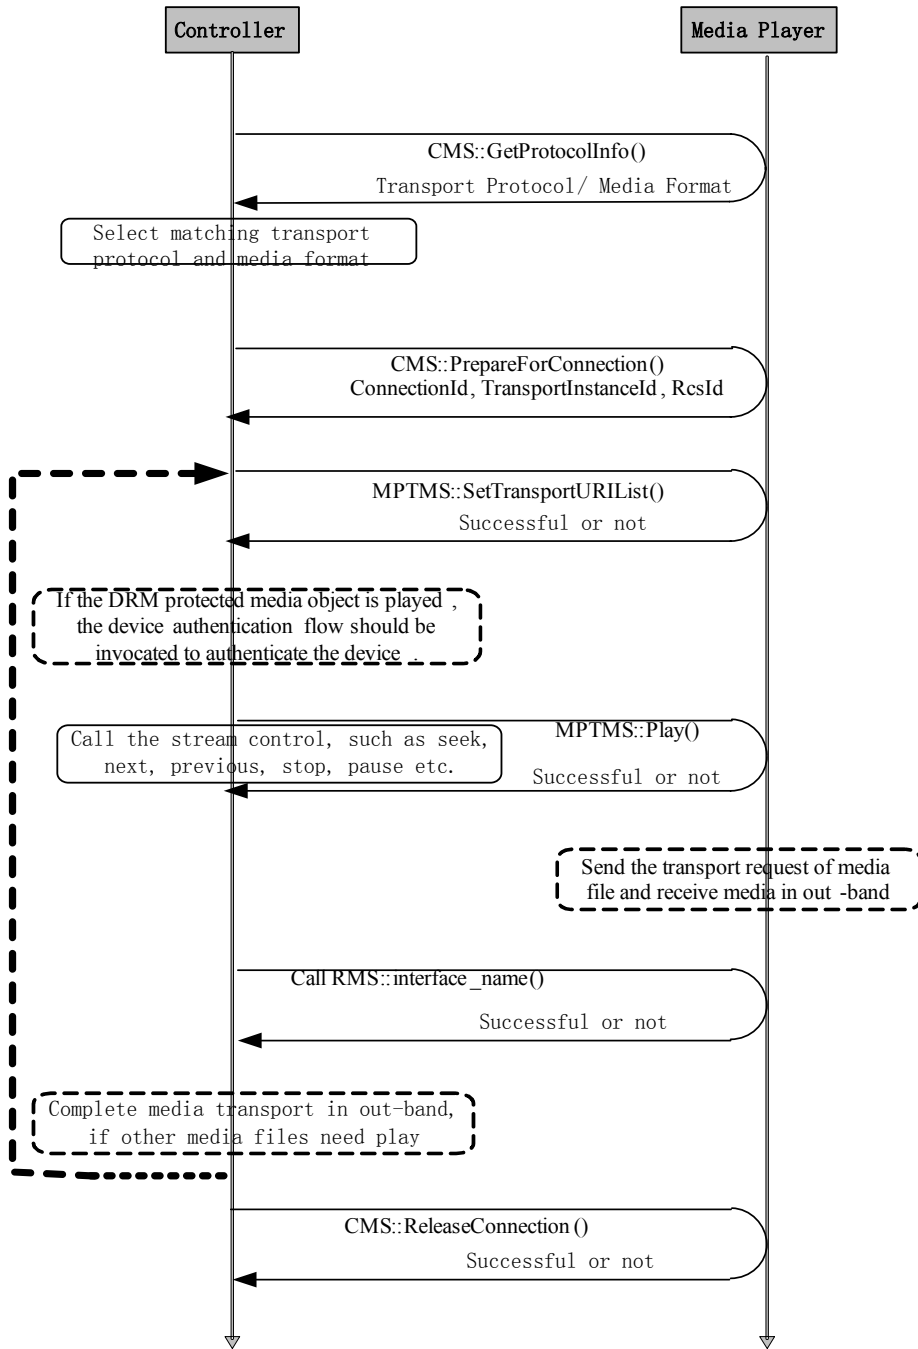 Controller
Media Player
CMS::GetProtocolInfo()
Transport Protocol/ Media Format
Select matching transport
protocol and media format
CMS::PrepareForConnection()
ConnectionId, TransportInstanceId, RcsId
MPTMS::SetTransportURIList()
Successful or not
If the DRM protected media object is played ,
the device authentication flow should be
invocated to authenticate the device .
MPTMS::Play()
Call the stream control, such as seek,
next, previous, stop, pause etc.
Successful or not
Send the transport request of media
file and receive media in out -band
Call RMS::interface_name()
Successful or not
Complete media transport in out-band,
if other media files need play
CMS::ReleaseConnection ()
Successful or not